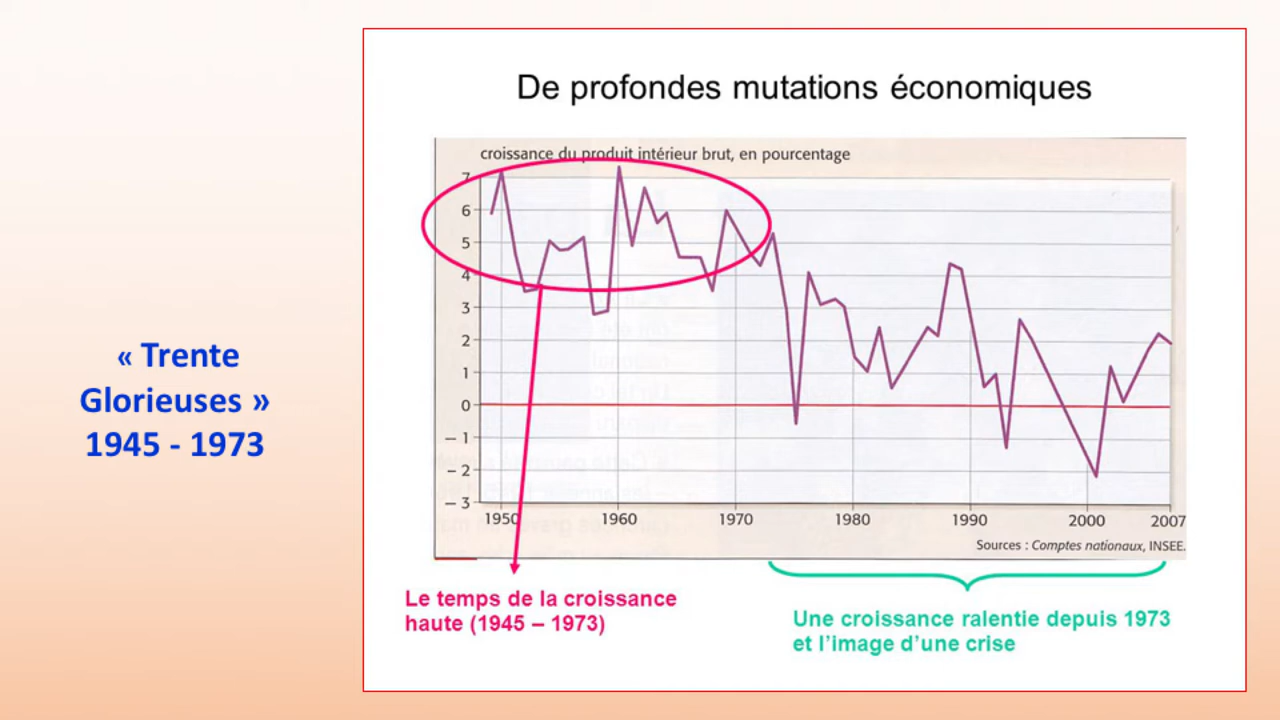 De profondes mutations économiques
croissance du produit intérieur brut, en pourcentage
7
6
5
4
3
2
1
0
– 1
– 2
– 3
1950
1960
1970
1980
1990
2000
2007
Sources : Comptes nationaux, INSEE.
« Trente
Glorieuses »
1945 - 1973
Le temps de la croissance
haute (1945 – 1973)
Une croissance ralentie depuis 1973
et l’image d’une crise